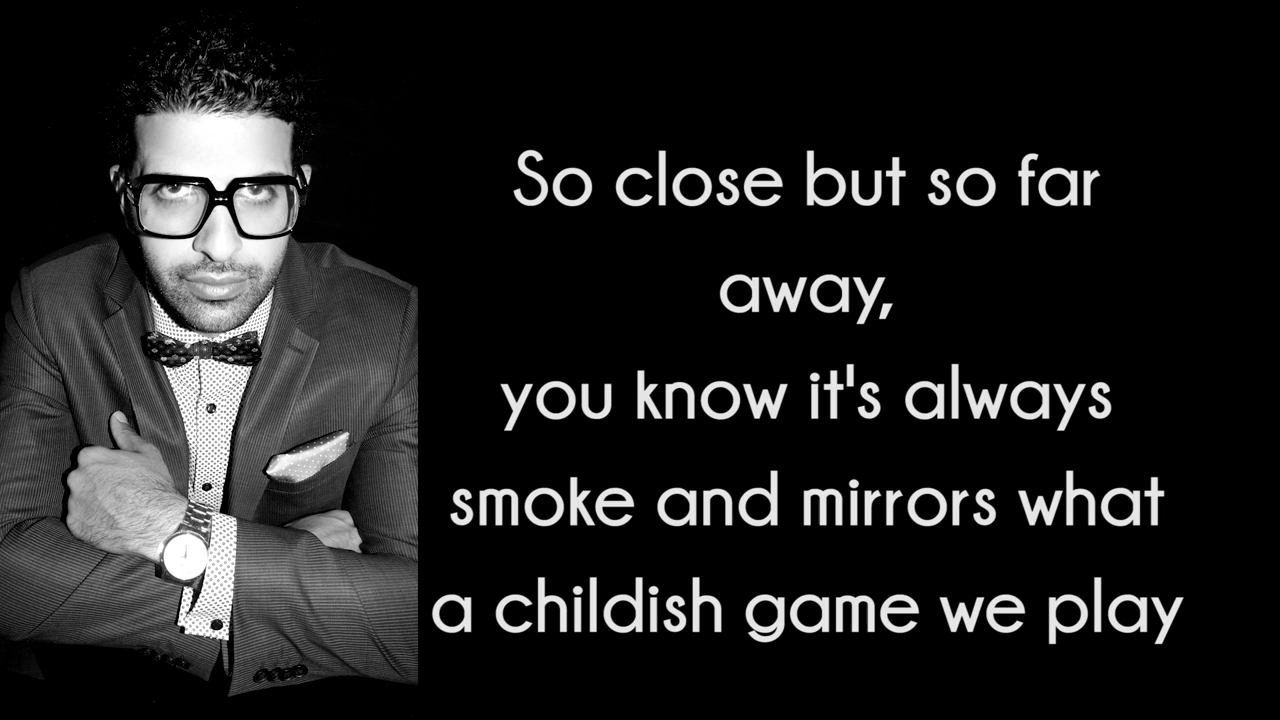 So close but so far
away,
you know it's always
smoke and mirrors what
a childish game we play